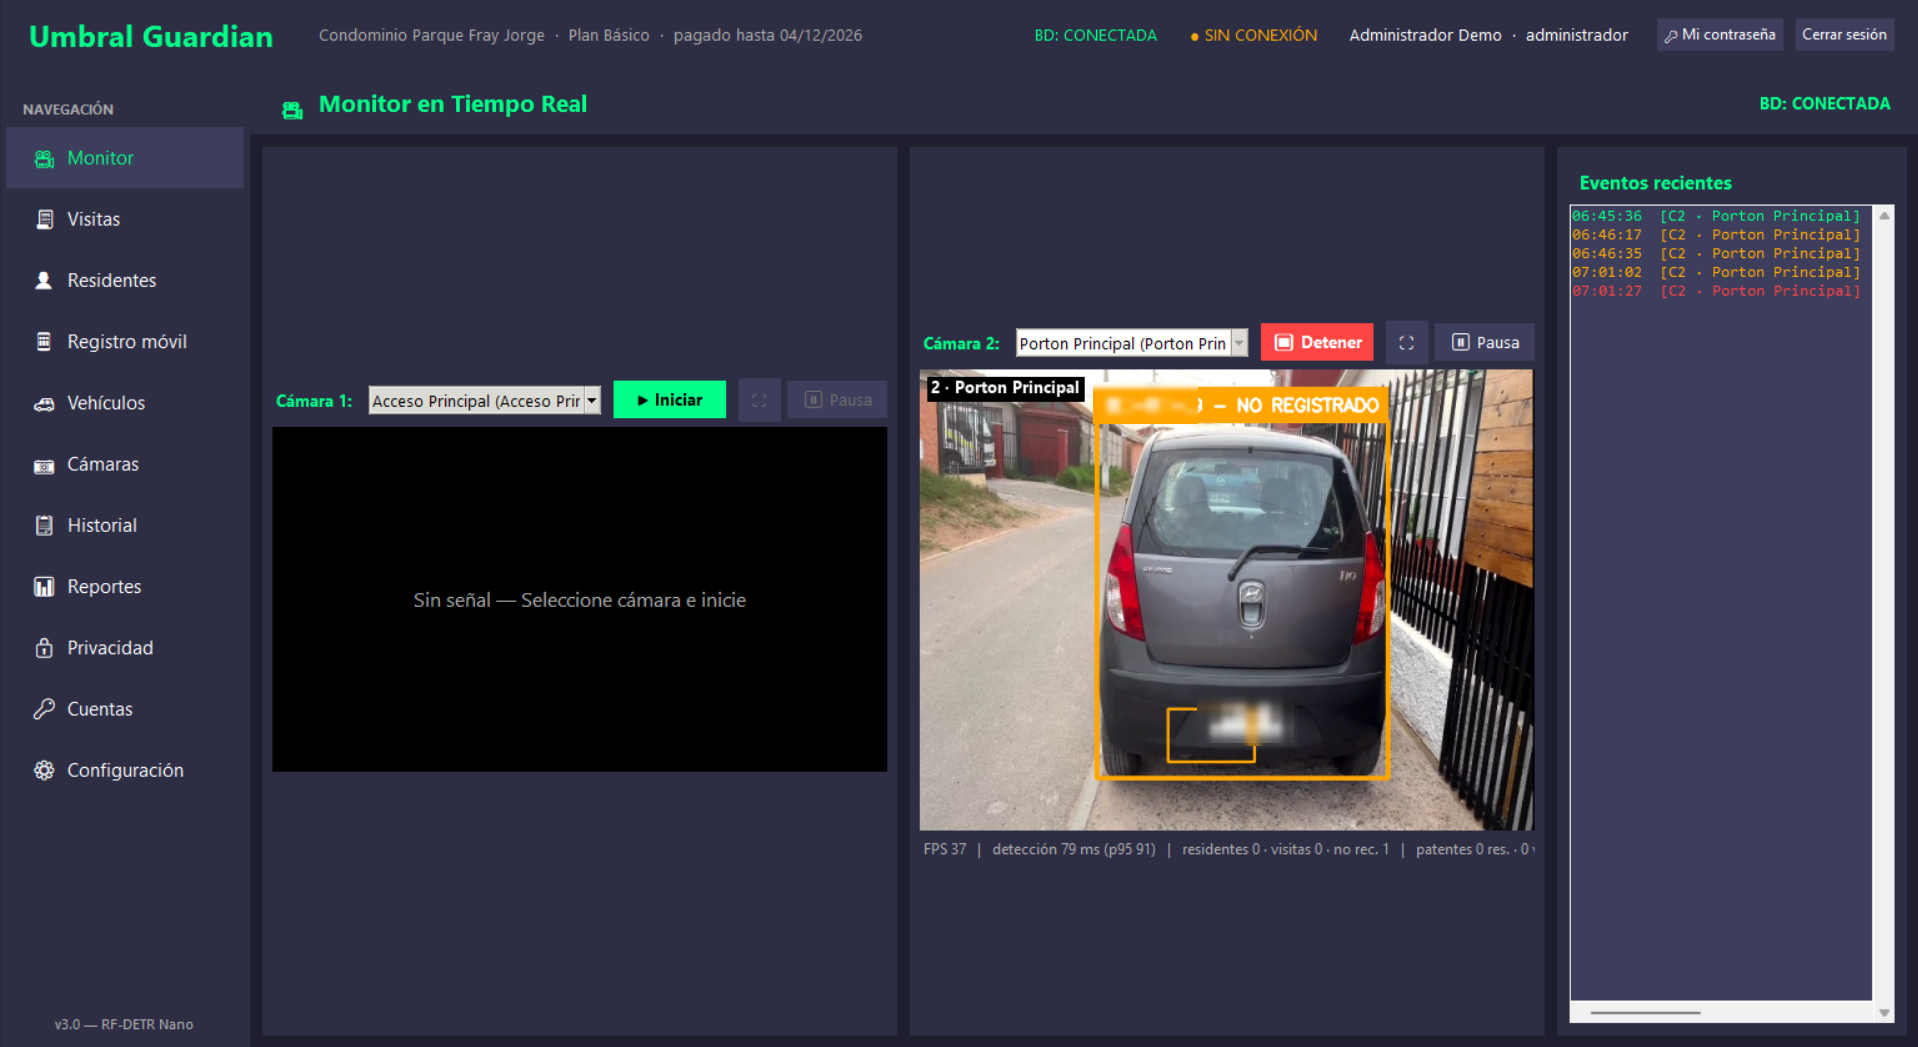 Umbral Guardian
Condominio Parque Fray Jorge · Plan Básico · pagado hasta 04/12/2026
BD: CONECTADA
● SIN CONEXIÓN
Administrador Demo · administrador
Mi contraseña
Cerrar sesión
NAVEGACIÓN
Monitor
Visitas
Residentes
Registro móvil
Vehículos
Cámaras
Historial
Reportes
Privacidad
Cuentas
Configuración
v3.0 — RF-DETR Nano
Monitor en Tiempo Real
BD: CONECTADA
Cámara 1:
Acceso Principal (Acceso Prir
Iniciar
Pausa
Sin señal — Seleccione cámara e inicie
Cámara 2:
Porton Principal (Porton Prin
Detener
Pausa
2 · Porton Principal
9 – NO REGISTRADO
HYUNDAI
i10
FPS 37 | detección 79 ms (p95 91) | residentes 0 · visitas 0 · no rec. 1 | patentes 0 res. · 0
Eventos recientes
06:45:36 [C2 · Porton Principal]
06:46:17 [C2 · Porton Principal]
06:46:35 [C2 · Porton Principal]
07:01:02 [C2 · Porton Principal]
07:01:27 [C2 · Porton Principal]